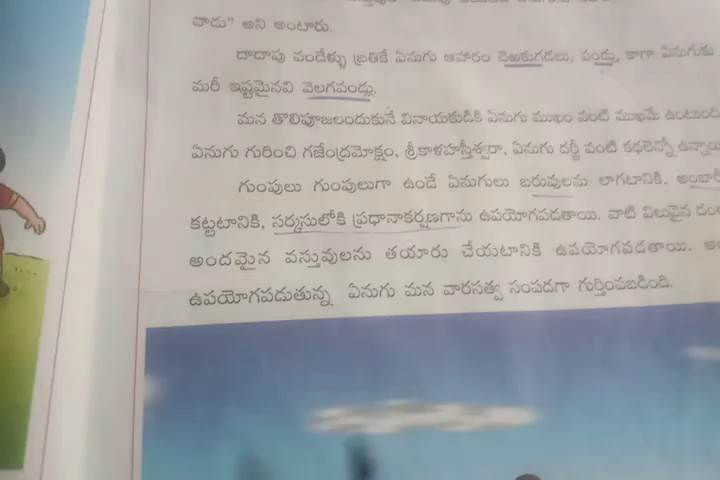 వాడు" అని అంటారు.
దాదాపు వందేళ్ళు బ్రతికే ఏనుగు ఆహారం చెఱుకుగడలు, పండ్లు, కాగా ఏనుగుకు
మరీ ఇష్టమైనవి వెలగపండ్లు.
మన తొలిపూజలందుకునే వినాయకుడికి ఏనుగు ముఖం వంటి ముఖమే ఉంటుంది
ఏనుగు గురించి గజేంద్రమోక్షం, శ్రీకాళహస్తీశ్వరా, ఏనుగు దర్జీ వంటి కథలెన్నో ఉన్నాయి
గుంపులు గుంపులుగా ఉండే ఏనుగులు బరువులను లాగటానికి, అంబారీ
కట్టటానికి, సర్కసులోకి ప్రధానాకర్షణగాను ఉపయోగపడతాయి. వాటి విలువైన దంతా
అందమైన వస్తువులను తయారు చేయటానికి ఉపయోగపడతాయి.
ఉపయోగపడుతున్న ఏనుగు మన వారసత్వ సంపదగా గుర్తింపబడింది.